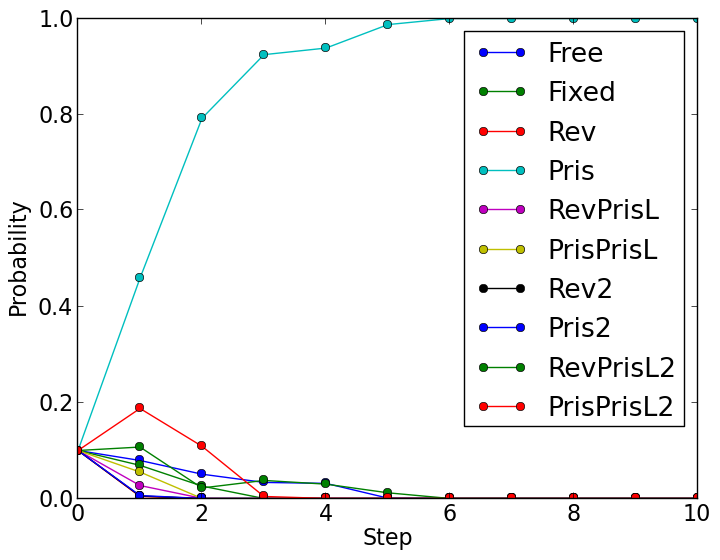 1.0
0.8
0.6
0.4
0.2
0.0
Probability
0
2
4
6
8
10
Step
Free
Fixed
Rev
Pris
RevPrisL
PrisPrisL
Rev2
Pris2
RevPrisL2
PrisPrisL2